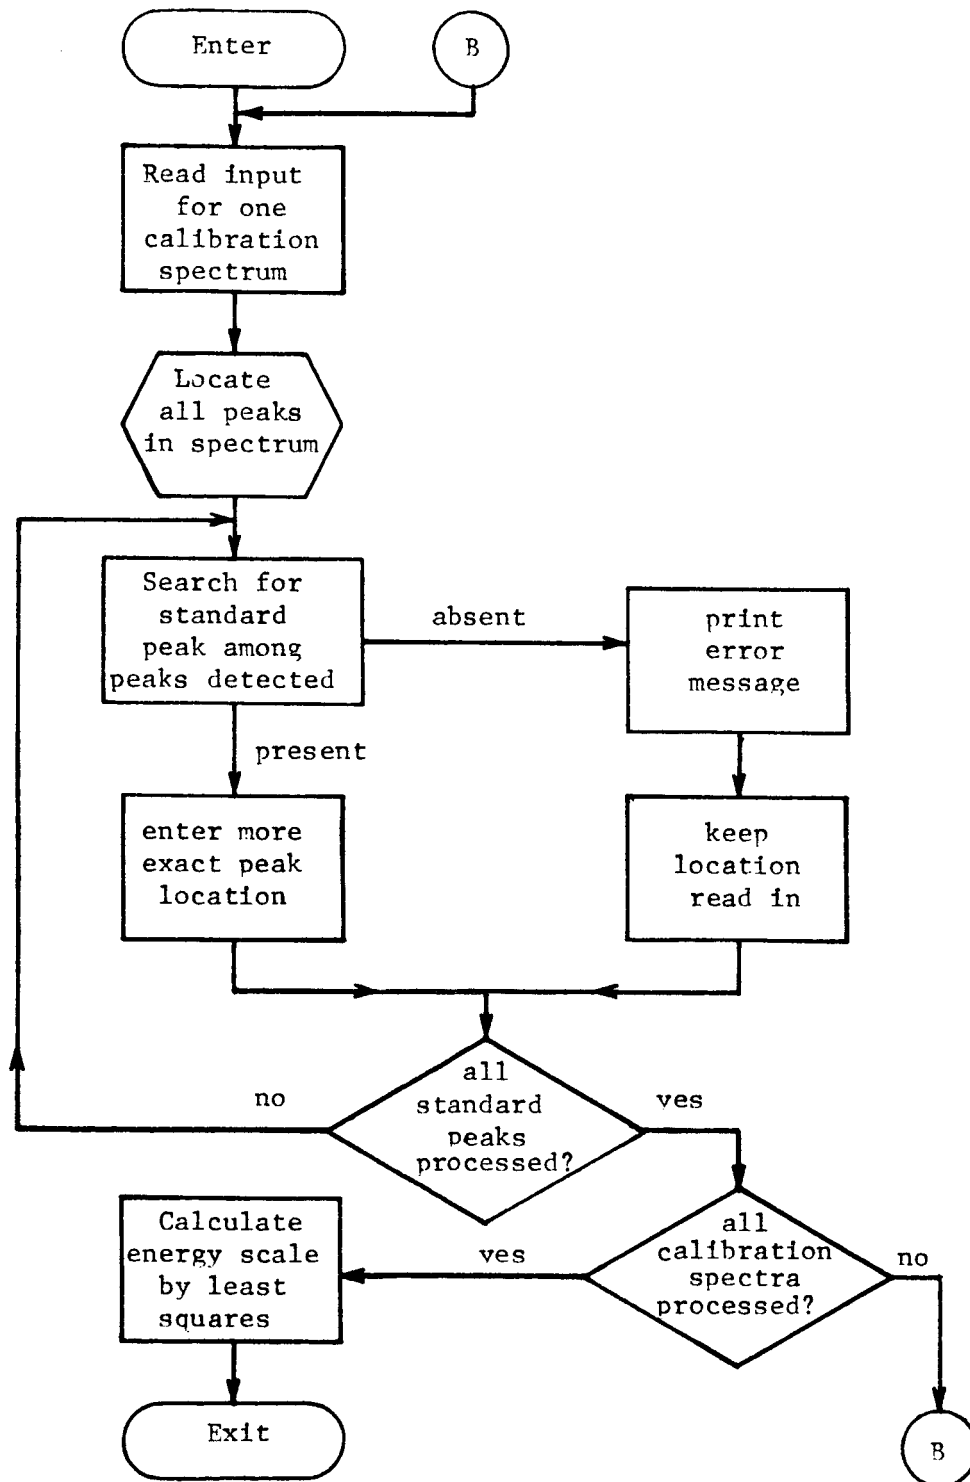 Enter
B
Read input
for one
calibration
spectrum
Locate
all peaks
in spectrum
Search for
standard
peak among
peaks detected
absent
print
error
message
present
enter more
exact peak
location
keep
location
read in
all
standard
peaks
processed?
no
yes
all
calibration
spectra
processed?
yes
no
Calculate
energy scale
by least
squares
Exit
B